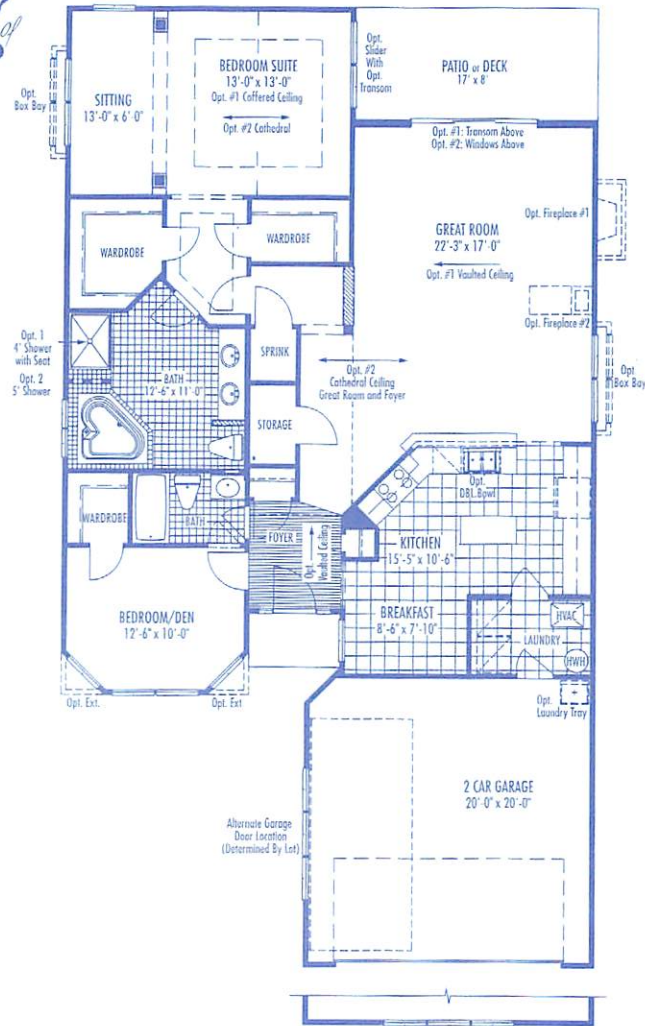 of
BEDROOM SUITE
13'-0" x 13'-0"
Opt. #1 Coffered Ceiling
Opt. #2 Cathedral
SITTING
13'-0" x 6'-0"
Opt.
Box Bay
Opt.
Slider
With
Opt.
Transom
PATIO or DECK
17' x 8'
Opt. #1: Transom Above
Opt. #2: Windows Above
WARDROBE
WARDROBE
GREAT ROOM
22'-3" x 17'-0"
Opt. #1 Vaulted Ceiling
Opt. Fireplace #1
Opt. Fireplace #2
Opt. 1
4' Shower
with Seat
Opt. 2
5' Shower
BATH
12'-6" x 11'-0"
SPRINK
STORAGE
Opt. #2
Cathedral Ceiling
Great Room and Foyer
Opt
Box Bay
Opt.
DBL.Bowl
WARDROBE
BATH
FOYER
Opt.
Vaulted Ceiling
KITCHEN
15'-5" x 10'-6"
BEDROOM/DEN
12'-6" x 10'-0"
BREAKFAST
8'-6" x 7'-10"
HVAC
LAUNDRY
HWH
Opt. Ext.
Opt. Ext
Opt.
Laundry Tray
2 CAR GARAGE
20'-0" x 20'-0"
Alternate Garage
Door Location
(Determined By Lot)